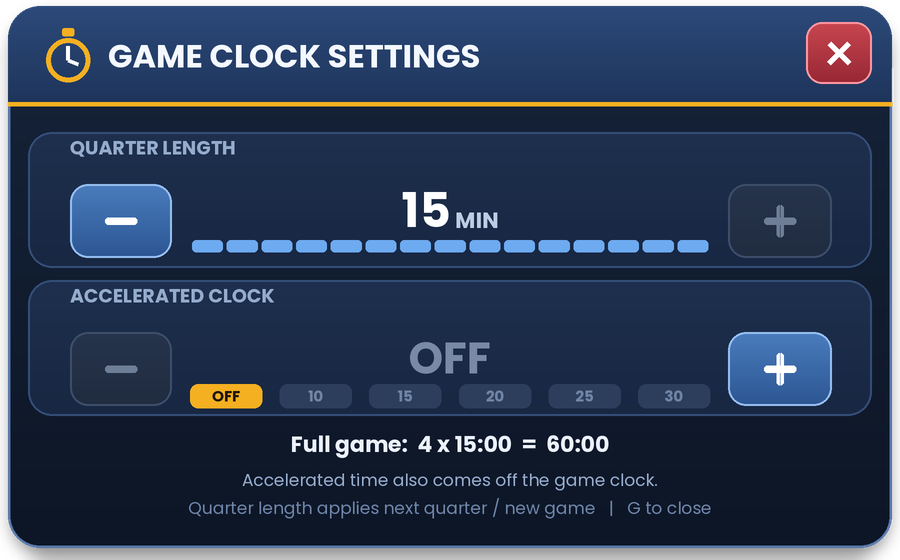 GAME CLOCK SETTINGS
QUARTER LENGTH
15 MIN
ACCELERATED CLOCK
OFF
OFF 10 15 20 25 30
Full game: 4 x 15:00 = 60:00
Accelerated time also comes off the game clock.
Quarter length applies next quarter / new game | G to close